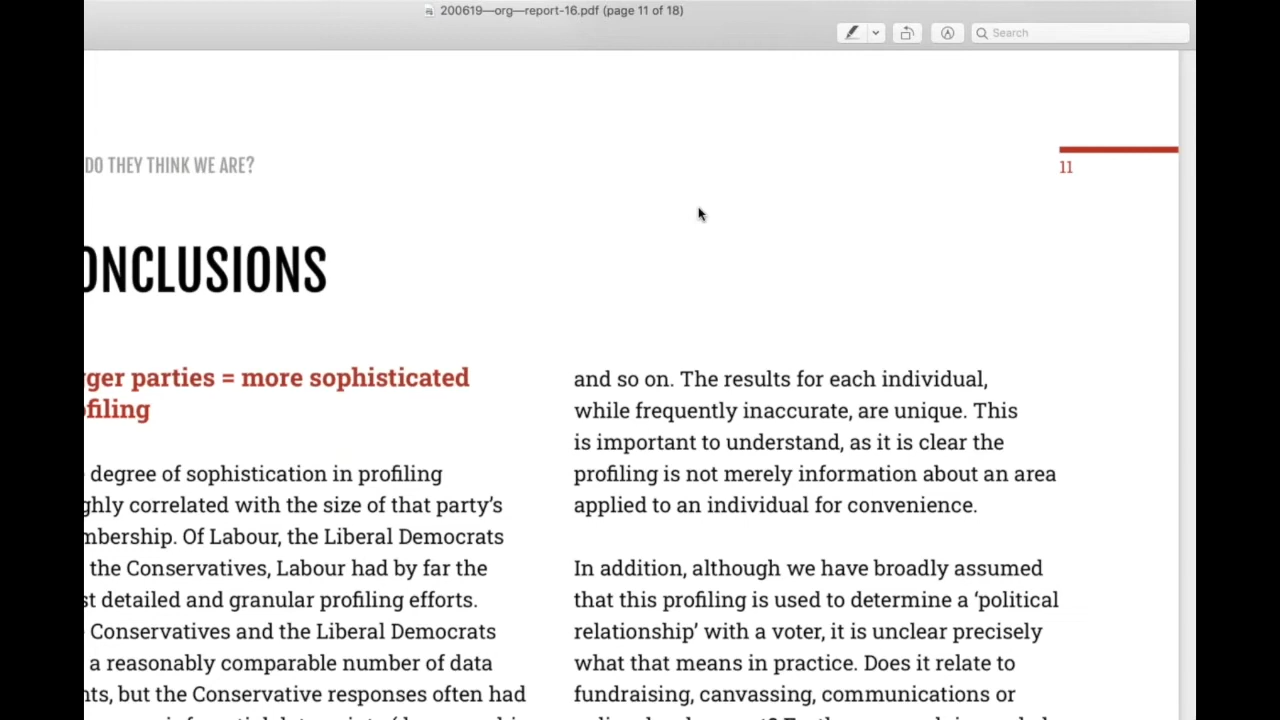 200619—org—report-16.pdf (page 11 of 18)
Search
DO THEY THINK WE ARE?
11
ONCLUSIONS
ger parties = more sophisticated
filing
degree of sophistication in profiling
ghly correlated with the size of that party's
mbership. Of Labour, the Liberal Democrats
the Conservatives, Labour had by far the
st detailed and granular profiling efforts.
Conservatives and the Liberal Democrats
a reasonably comparable number of data
nts, but the Conservative responses often had
and so on. The results for each individual,
while frequently inaccurate, are unique. This
is important to understand, as it is clear the
profiling is not merely information about an area
applied to an individual for convenience.
In addition, although we have broadly assumed
that this profiling is used to determine a ‘political
relationship’ with a voter, it is unclear precisely
what that means in practice. Does it relate to
fundraising, canvassing, communications or